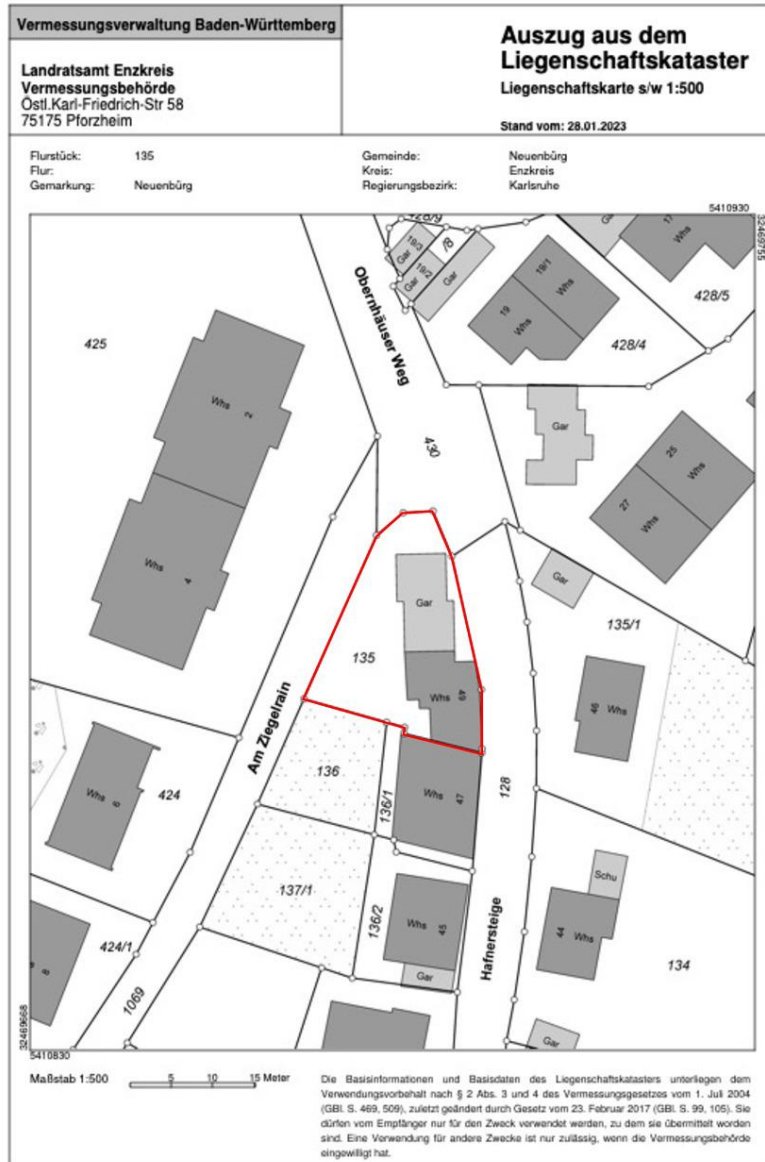 Vermessungsverwaltung Baden-Württemberg
Landratsamt Enzkreis
Vermessungsbehörde
Östl.Karl-Friedrich-Str 58
75175 Pforzheim
Auszug aus dem
Liegenschaftskataster
Liegenschaftskarte s/w 1:500
Stand vom: 28.01.2023
Flurstück: 135
Flur:
Gemarkung: Neuenbürg
Gemeinde: Neuenbürg
Kreis: Enzkreis
Regierungsbezirk: Karlsruhe
5410930
32469755
428/9
19/3
Gar
/8
19/2
Gar
Gar
Ga
17
Whs
19/1
Whs
19
Whs
428/5
428/4
Obernhäuser Weg
425
Whs 2
430
Gar
25
Whs
27
Whs
Whs 4
Gar
Gar
135/1
135
Whs 49
46 Whs
Am Ziegelrain
136
136/1
Whs 47
128
424
Whs 6
137/1
136/2
Whs 45
Gar
Hafnersteige
Schu
44 Whs
134
424/1
8
1069
Gar
32469668
5410830
Maßstab 1:500
5 10 15 Meter
Die Basisinformationen und Basisdaten des Liegenschaftskatasters unterliegen dem
Verwendungsvorbehalt nach § 2 Abs. 3 und 4 des Vermessungsgesetzes vom 1. Juli 2004
(GBl. S. 469, 509), zuletzt geändert durch Gesetz vom 23. Februar 2017 (GBl. S. 99, 105). Sie
dürfen vom Empfänger nur für den Zweck verwendet werden, zu dem sie übermittelt worden
sind. Eine Verwendung für andere Zwecke ist nur zulässig, wenn die Vermessungsbehörde
eingewilligt hat.